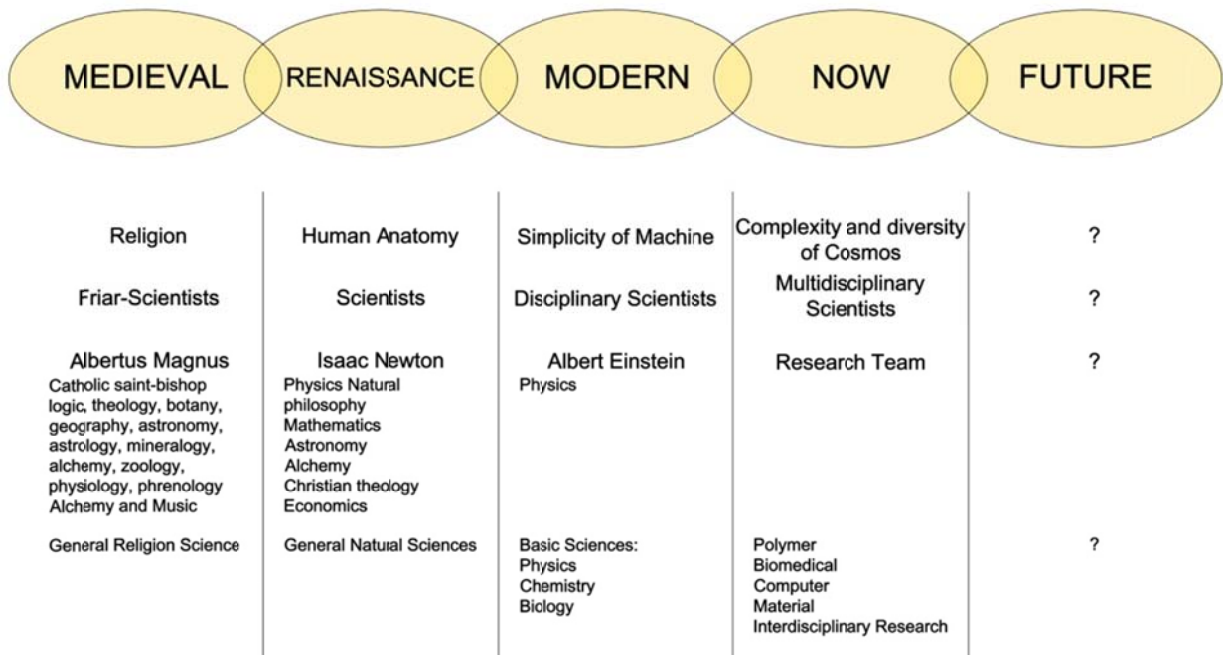 MEDIEVAL
RENAISSANCE
MODERN
NOW
FUTURE
Religion
Human Anatomy
Simplicity of Machine
Complexity and diversity
of Cosmos
?
Friar-Scientists
Scientists
Disciplinary Scientists
Multidisciplinary
Scientists
?
Albertus Magnus
Catholic saint-bishop
logic, theology, botany,
geography, astronomy,
astrology, mineralogy,
alchemy, zoology,
physiology, phrenology
Alchemy and Music
Isaac Newton
Physics Natural
philosophy
Mathematics
Astronomy
Alchemy
Christian theology
Economics
Albert Einstein
Physics
Research Team
?
General Religion Science
General Natural Sciences
Basic Sciences:
Physics
Chemistry
Biology
Polymer
Biomedical
Computer
Material
Interdisciplinary Research
?